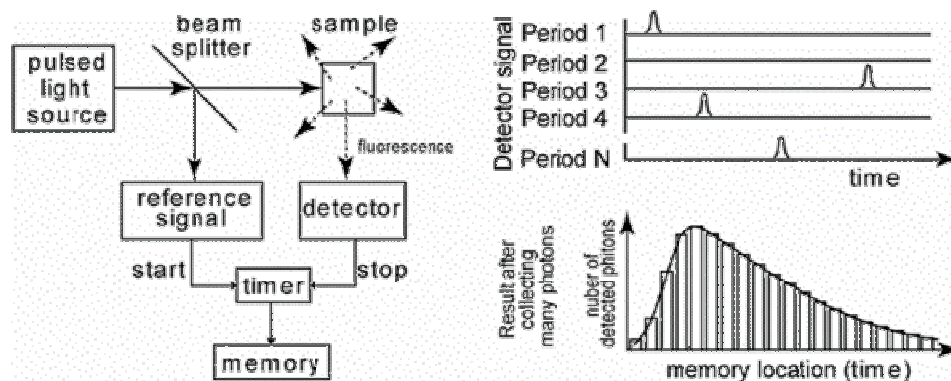 pulsed
light
source
beam
splitter
sample
fluorescence
reference
signal
detector
start
stop
timer
memory
Detector signal
Period 1
Period 2
Period 3
Period 4
Period N
time
Result after
collecting
many photons
nuber of
detected phitons
memory location (time)